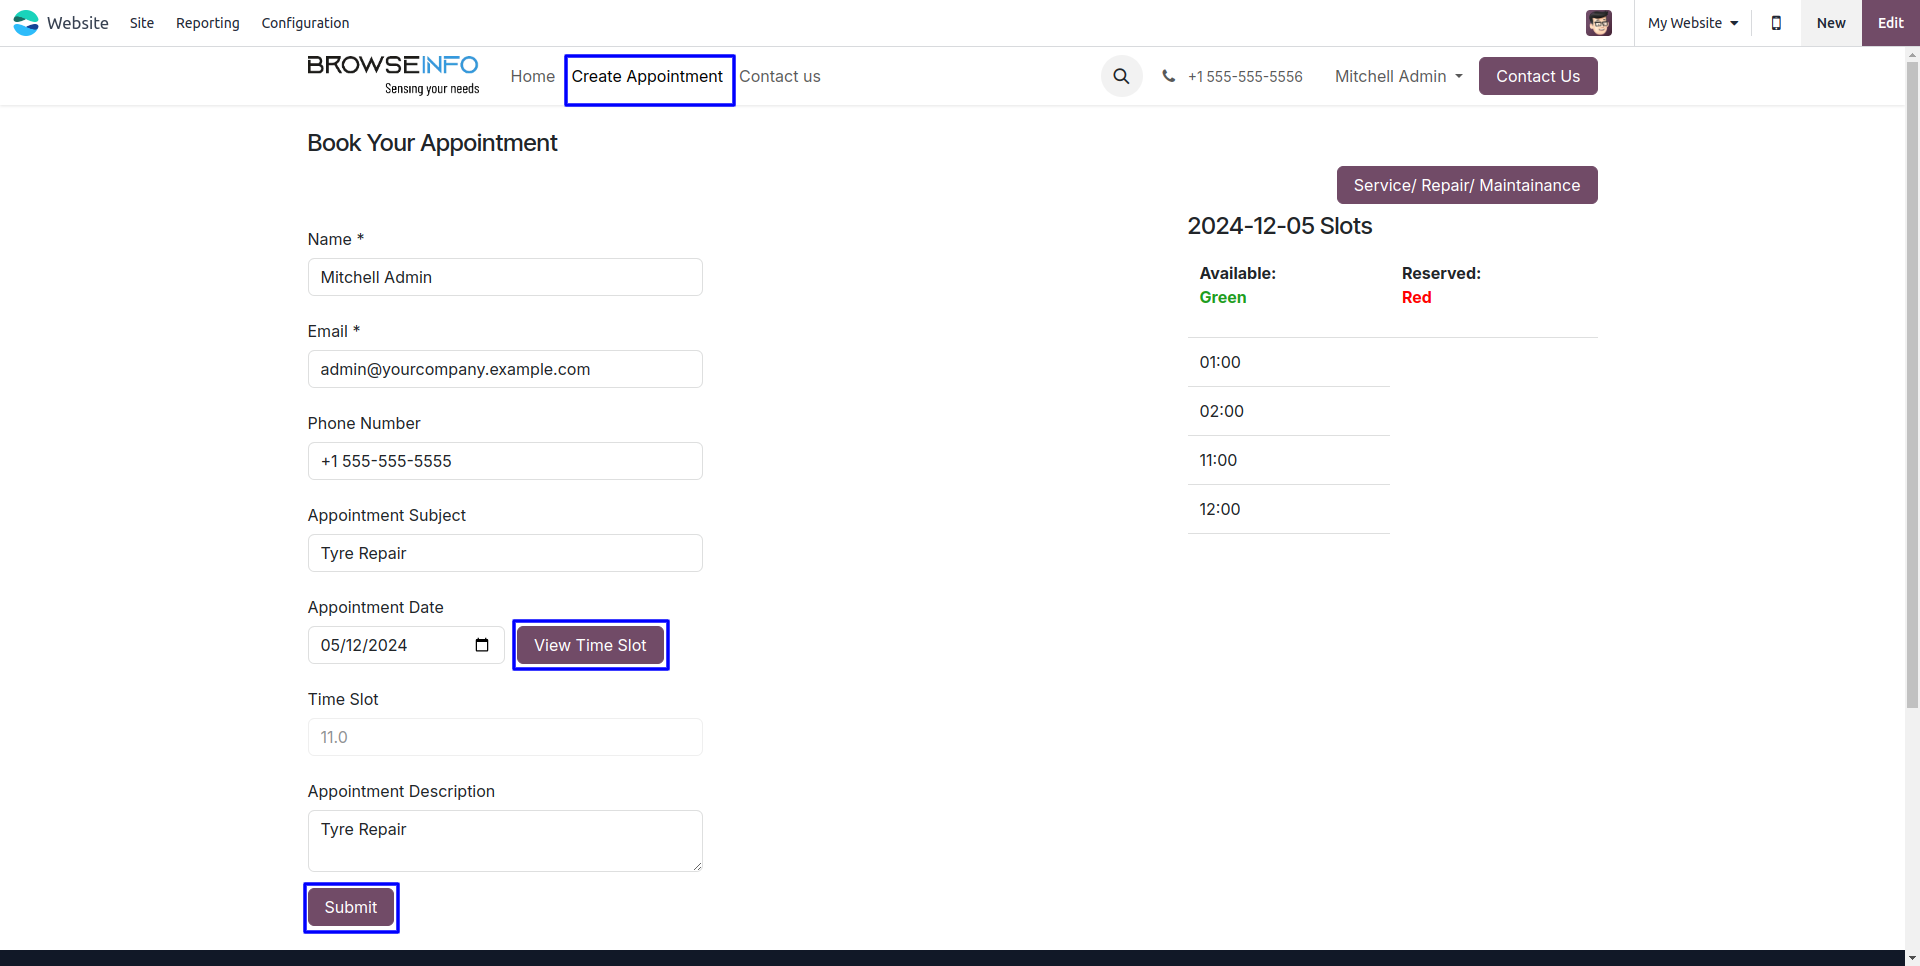 Website Site Reporting Configuration My Website New Edit
BROWSEINFO
Sensing your needs
Home Create Appointment Contact us +1 555-555-5556 Mitchell Admin Contact Us
Book Your Appointment
Service/ Repair/ Maintainance
2024-12-05 Slots
Name *
Mitchell Admin
Available: Reserved:
Green Red
Email *
admin@yourcompany.example.com
01:00
02:00
11:00
12:00
Phone Number
+1 555-555-5555
Appointment Subject
Tyre Repair
Appointment Date
05/12/2024 View Time Slot
Time Slot
11.0
Appointment Description
Tyre Repair
Submit